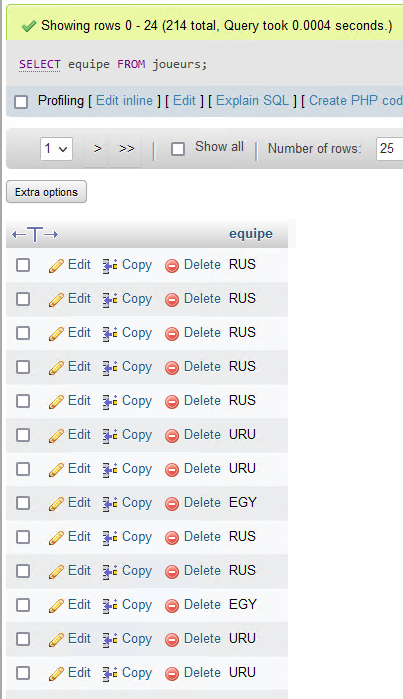 Showing rows 0 - 24 (214 total, Query took 0.0004 seconds.)
SELECT equipe FROM joueurs;
Profiling [ Edit inline ] [ Edit ] [ Explain SQL ] [ Create PHP cod
1 > >> | Show all | Number of rows: 25
Extra options
←T→ equipe
Edit Copy Delete RUS
Edit Copy Delete RUS
Edit Copy Delete RUS
Edit Copy Delete RUS
Edit Copy Delete RUS
Edit Copy Delete URU
Edit Copy Delete URU
Edit Copy Delete EGY
Edit Copy Delete RUS
Edit Copy Delete RUS
Edit Copy Delete EGY
Edit Copy Delete URU
Edit Copy Delete URU